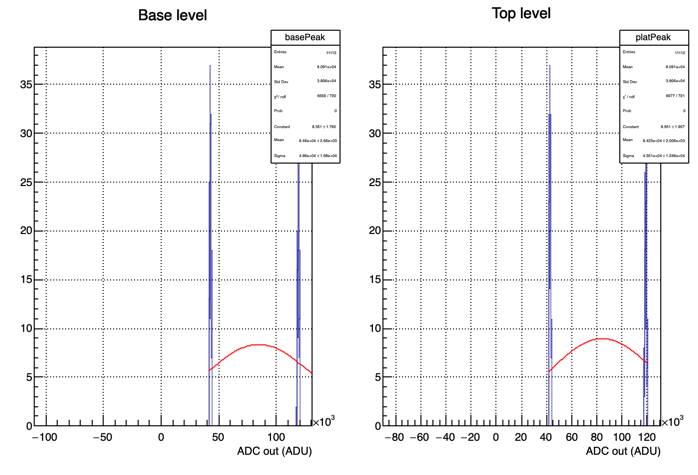 Base level
Top level
basePeak
Entries
Mean
Std Dev
χ² / ndf
Prob 0
Constant
Mean
Sigma
platPeak
Entries
Mean
Std Dev
χ² / ndf
Prob 0
Constant
Mean
Sigma
35
30
25
20
15
10
5
0
−100 −50 0 50 100
×10³
ADC out (ADU)
35
30
25
20
15
10
5
0
−80 −60 −40 −20 0 20 40 60 80 100 120
×10³
ADC out (ADU)